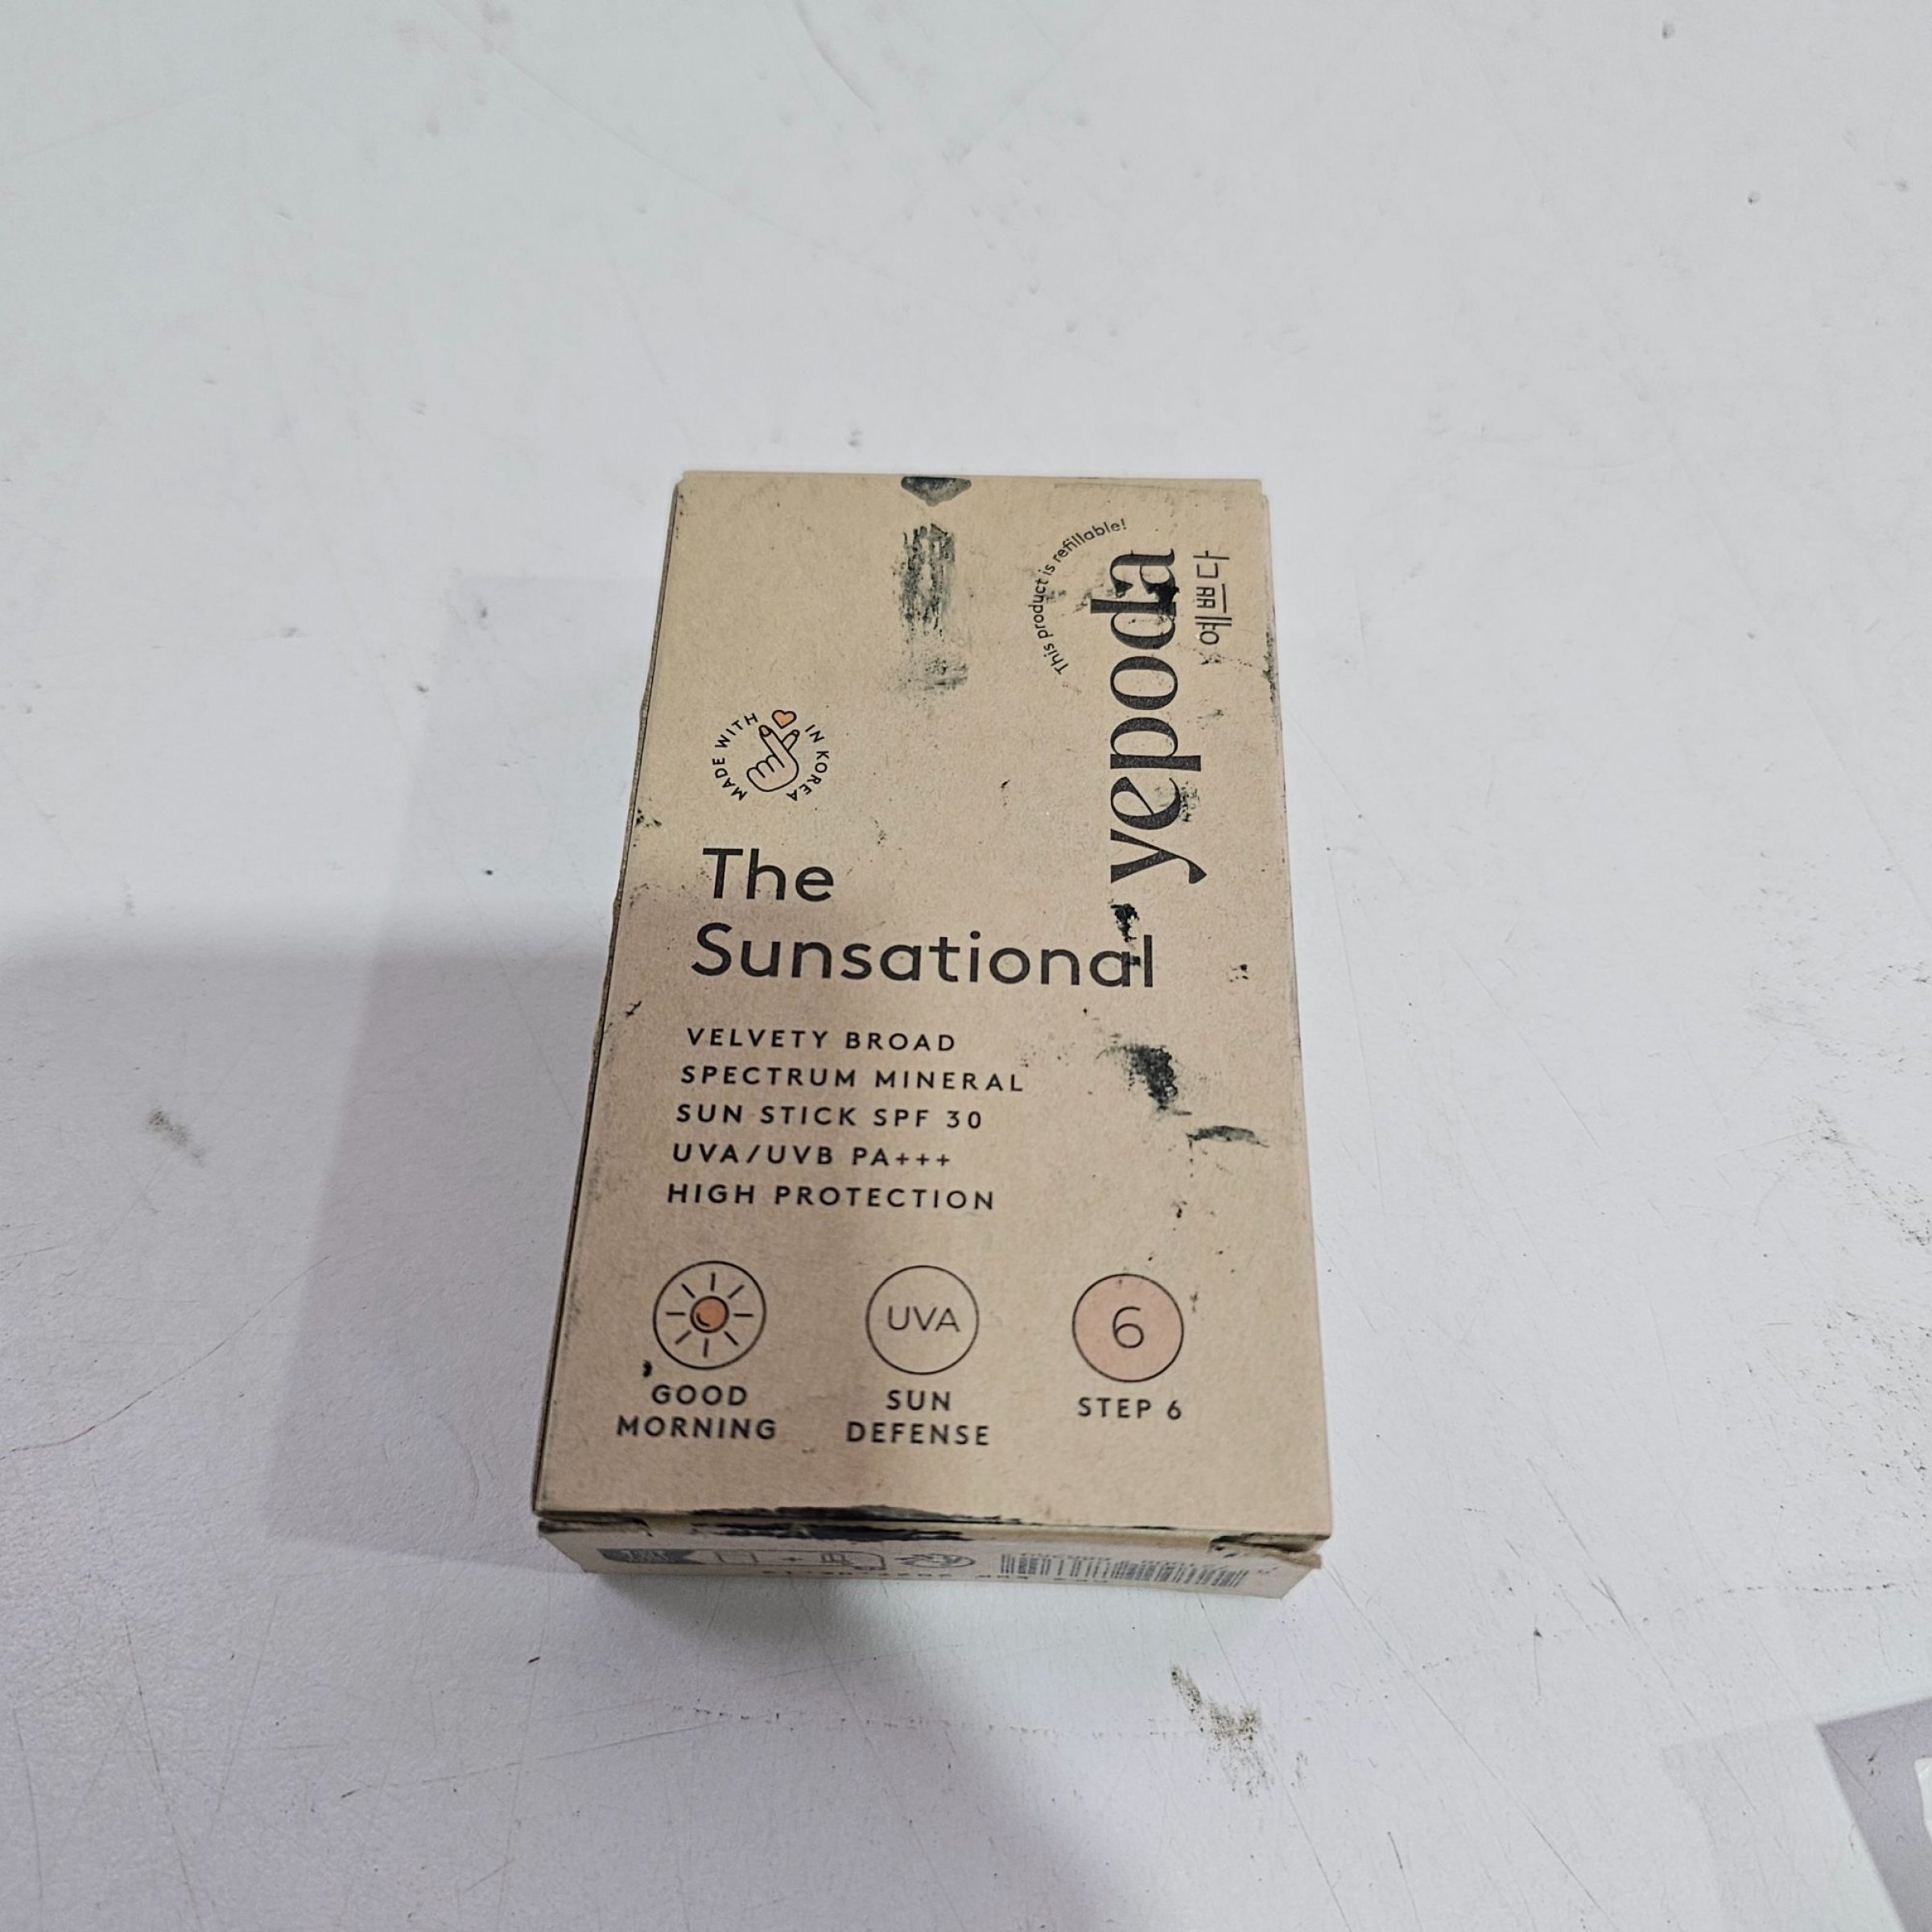 This product is refillable!
yepoda
예쁘다
MADE WITH
IN KOREA
The
Sunsational
VELVETY BROAD
SPECTRUM MINERAL
SUN STICK SPF 30
UVA/UVB PA+++
HIGH PROTECTION
UVA
6
GOOD
MORNING
SUN
DEFENSE
STEP 6